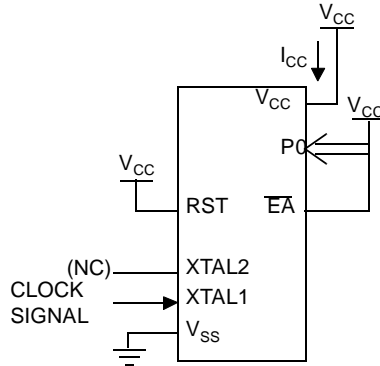 VCC
ICC
VCC
VCC
P0
VCC
RST
EA
(NC)
XTAL2
CLOCK
SIGNAL
XTAL1
VSS